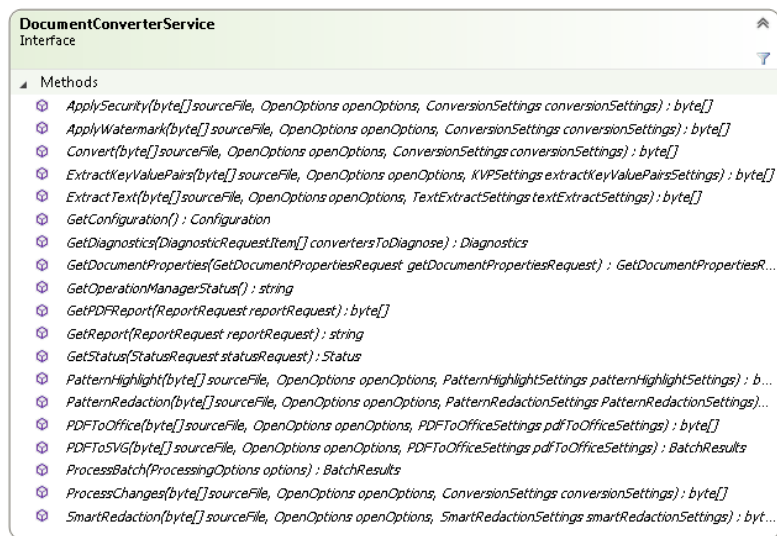 DocumentConverterService
Interface
Methods
ApplySecurity(byte[] sourceFile, OpenOptions openOptions, ConversionSettings conversionSettings) : byte[]
ApplyWatermark(byte[] sourceFile, OpenOptions openOptions, ConversionSettings conversionSettings) : byte[]
Convert(byte[] sourceFile, OpenOptions openOptions, ConversionSettings conversionSettings) : byte[]
ExtractKeyValuePairs(byte[] sourceFile, OpenOptions openOptions, KVPSettings extractKeyValuePairsSettings) : byte[]
ExtractText(byte[] sourceFile, OpenOptions openOptions, TextExtractSettings textExtractSettings) : byte[]
GetConfiguration() : Configuration
GetDiagnostics(DiagnosticRequestItem[] convertersToDiagnose) : Diagnostics
GetDocumentProperties(GetDocumentPropertiesRequest getDocumentPropertiesRequest) : GetDocumentPropertiesR...
GetOperationManagerStatus() : string
GetPDFReport(ReportRequest reportRequest) : byte[]
GetReport(ReportRequest reportRequest) : string
GetStatus(StatusRequest statusRequest) : Status
PatternHighlight(byte[] sourceFile, OpenOptions openOptions, PatternHighlightSettings patternHighlightSettings) : b...
PatternRedaction(byte[] sourceFile, OpenOptions openOptions, PatternRedactionSettings PatternRedactionSettings)...
PDFToOffice(byte[] sourceFile, OpenOptions openOptions, PDFToOfficeSettings pdfToOfficeSettings) : byte[]
PDFToSVG(byte[] sourceFile, OpenOptions openOptions, PDFToOfficeSettings pdfToOfficeSettings) : BatchResults
ProcessBatch(ProcessingOptions options) : BatchResults
ProcessChanges(byte[] sourceFile, OpenOptions openOptions, ConversionSettings conversionSettings) : byte[]
SmartRedaction(byte[] sourceFile, OpenOptions openOptions, SmartRedactionSettings smartRedactionSettings) : byt...